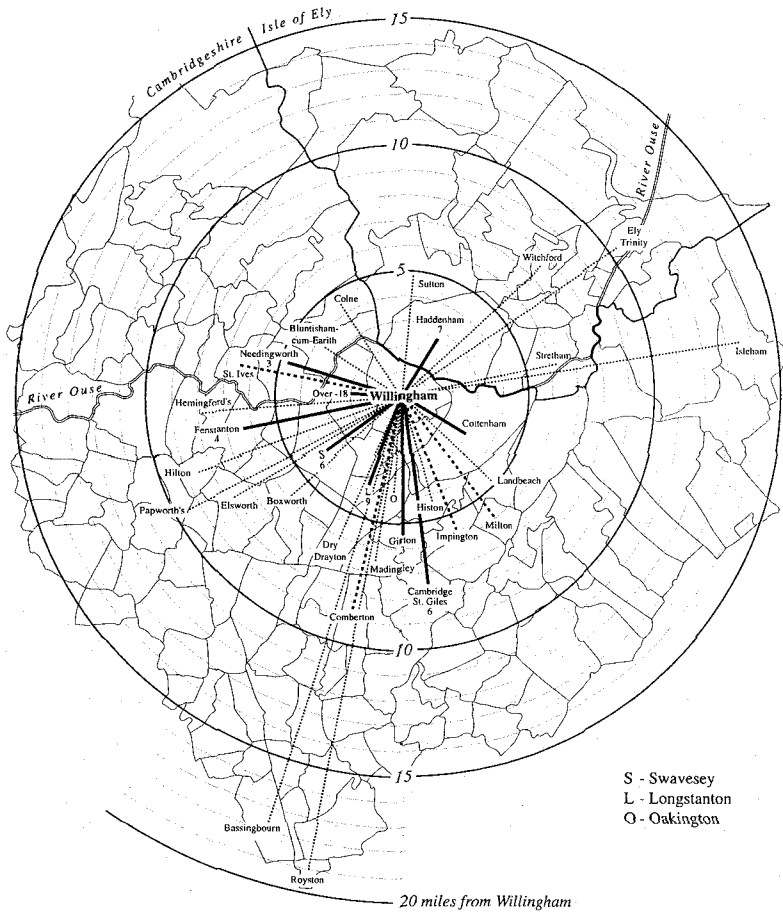 15
Cambridgeshire
Isle of Ely
10
River Ouse
Ely
Trinity
Witchford
5
Sutton
Colne
Haddenham
7
Bluntisham-
cum-Earith
Needingworth
3
Stretham
Isleham
St. Ives
River Ouse
Over -18
Willingham
Hemingford's
Fenstanton
4
Cottenham
S
6
Hilton
L
9
O
Landbeach
Papworth's
Elsworth
Boxworth
Histon
Milton
Impington
Dry
Drayton
Girton
3
Madingley
Cambridge
St. Giles
6
Comberton
10
15
S - Swavesey
L - Longstanton
O - Oakington
Bassingbourn
Royston
20 miles from Willingham